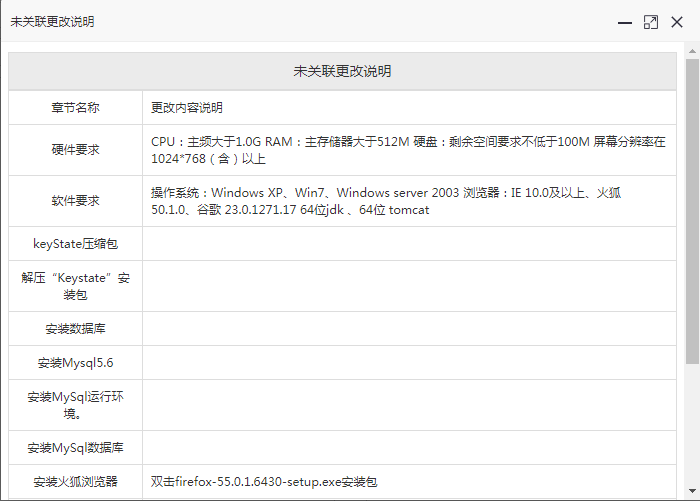 未关联更改说明
未关联更改说明
章节名称
更改内容说明
硬件要求
CPU：主频大于1.0G RAM：主存储器大于512M 硬盘：剩余空间要求不低于100M 屏幕分辨率在
1024*768（含）以上
软件要求
操作系统：Windows XP、Win7、Windows server 2003 浏览器：IE 10.0及以上、火狐
50.1.0、谷歌 23.0.1271.17 64位jdk 、64位 tomcat
keyState压缩包
解压“Keystate”安
装包
安装数据库
安装Mysql5.6
安装MySql运行环
境。
安装MySql数据库
安装火狐浏览器
双击firefox-55.0.1.6430-setup.exe安装包